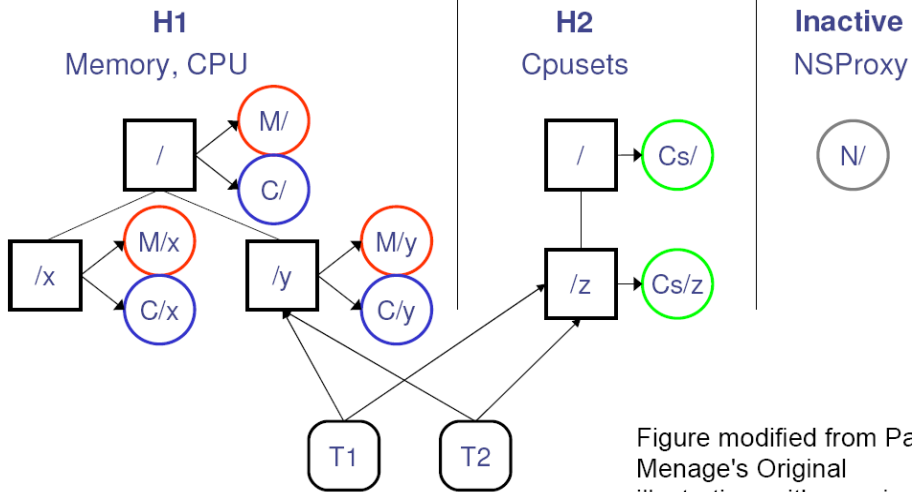 H1
Memory, CPU
H2
Cpusets
Inactive
NSProxy
M/
/
C/
/
Cs/
N/
M/x
/x
C/x
M/y
/y
C/y
/z
Cs/z
T1
T2
Figure modified from Pa
Menage's Original